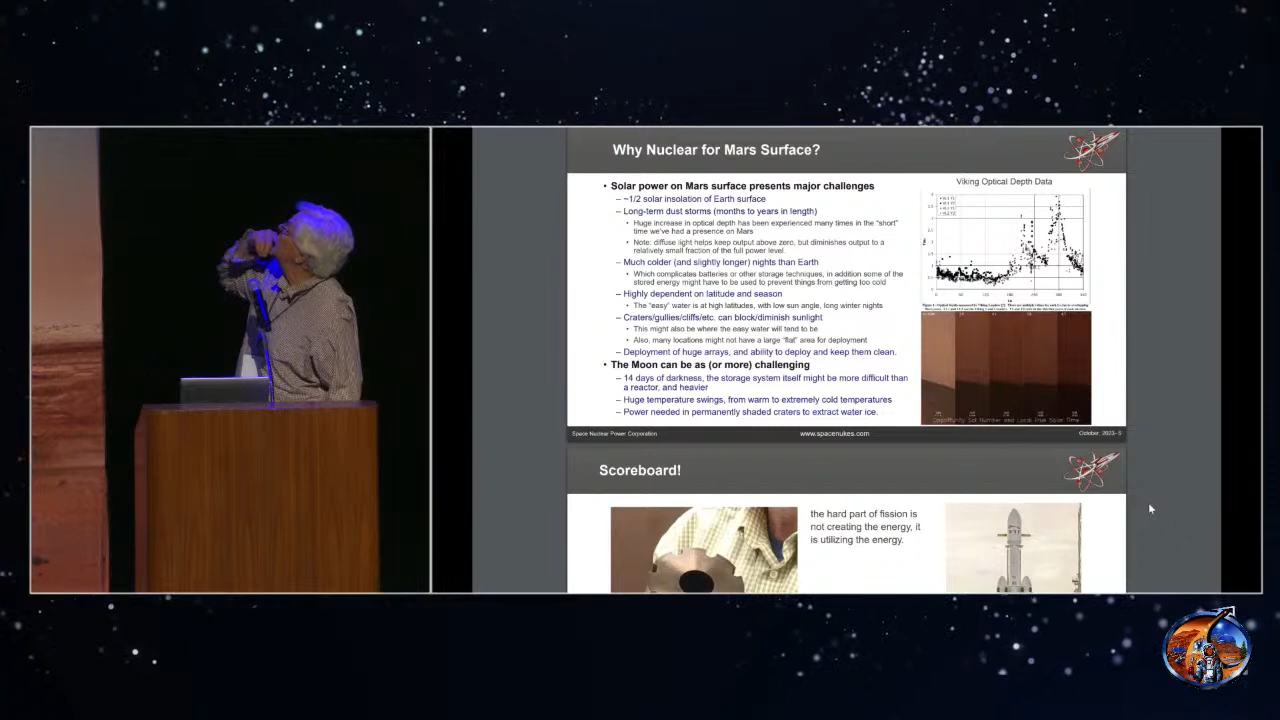 Why Nuclear for Mars Surface?
• Solar power on Mars surface presents major challenges
– ~1/2 solar insolation of Earth surface
– Long-term dust storms (months to years in length)
• Huge increase in optical depth has been experienced many times in the "short"
time we've had a presence on Mars
• Note: diffuse light helps keep output above zero, but diminishes output to a
relatively small fraction of the full power level.
– Much colder (and slightly longer) nights than Earth
• Which complicates batteries or other storage techniques, in addition some of the
stored energy might have to be used to prevent things from getting too cold
– Highly dependent on latitude and season
• The "easy" water is at high latitudes, with low sun angle, long winter nights
– Craters/gullies/cliffs/etc. can block/diminish sunlight
• This might also be where the easy water will tend to be
• Also, many locations might not have a large "flat" area for deployment
– Deployment of huge arrays, and ability to deploy and keep them clean.
• The Moon can be as (or more) challenging
– 14 days of darkness, the storage system itself might be more difficult than
a reactor, and heavier
– Huge temperature swings, from warm to extremely cold temperatures
– Power needed in permanently shaded craters to extract water ice.
Viking Optical Depth Data
Opportunity Sol Number and Local True Solar Time
Space Nuclear Power Corporation
www.spacenukes.com
October, 2023- 5
Scoreboard!
the hard part of fission is
not creating the energy, it
is utilizing the energy.